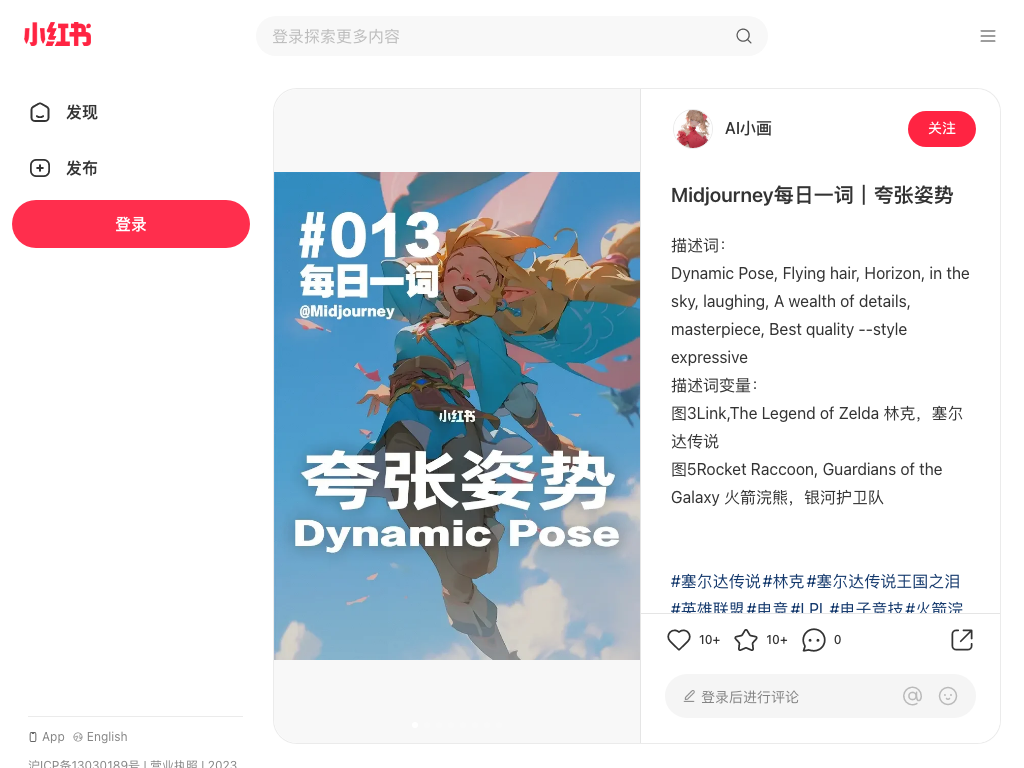 小红书
登录探索更多内容
发现
发布
登录
#013
每日一词
@Midjourney
小红书
夸张姿势
Dynamic Pose
AI小画
关注
Midjourney每日一词｜夸张姿势
描述词：
Dynamic Pose, Flying hair, Horizon, in the
sky, laughing, A wealth of details,
masterpiece, Best quality --style
expressive
描述词变量：
图3Link,The Legend of Zelda 林克，塞尔
达传说
图5Rocket Raccoon, Guardians of the
Galaxy 火箭浣熊，银河护卫队
#塞尔达传说 #林克 #塞尔达传说王国之泪
#英雄联盟 #电竞 #LPL #电子竞技 #火箭浣
10+ 10+ 0
登录后进行评论
App English
沪ICP备13030189号 | 营业执照 | 2023